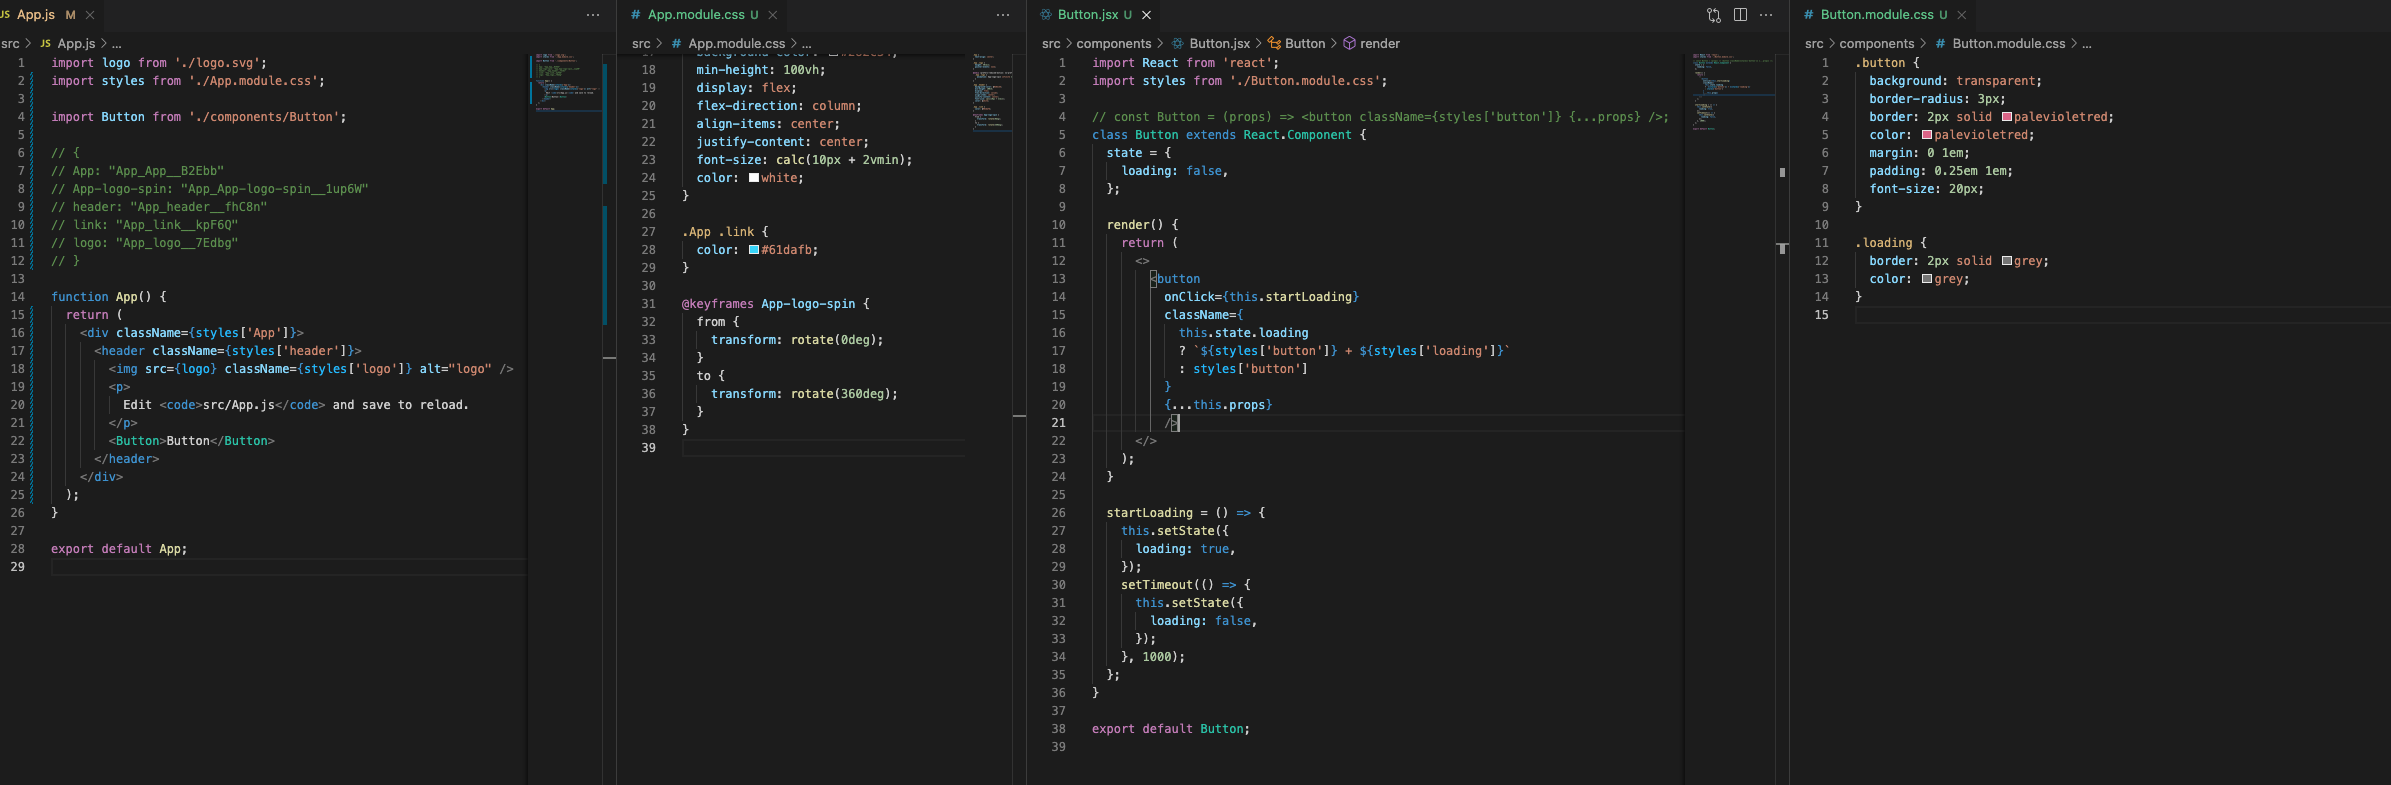 JS App.js M
src > JS App.js > ...
1 import logo from './logo.svg';
2 import styles from './App.module.css';
3
4 import Button from './components/Button';
5
6 // {
7 // App: "App_App__B2Ebb"
8 // App-logo-spin: "App_App-logo-spin__1up6W"
9 // header: "App_header__fhC8n"
10 // link: "App_link__kpF6Q"
11 // logo: "App_logo__7Edbg"
12 // }
13
14 function App() {
15 return (
16 <div className={styles['App']}>
17 <header className={styles['header']}>
18 <img src={logo} className={styles['logo']} alt="logo" />
19 <p>
20 Edit <code>src/App.js</code> and save to reload.
21 </p>
22 <Button>Button</Button>
23 </header>
24 </div>
25 );
26 }
27
28 export default App;
29
# App.module.css U
src > # App.module.css > ...
18 min-height: 100vh;
19 display: flex;
20 flex-direction: column;
21 align-items: center;
22 justify-content: center;
23 font-size: calc(10px + 2vmin);
24 color: white;
25 }
26
27 .App .link {
28 color: #61dafb;
29 }
30
31 @keyframes App-logo-spin {
32 from {
33 transform: rotate(0deg);
34 }
35 to {
36 transform: rotate(360deg);
37 }
38 }
39
Button.jsx U
src > components > Button.jsx > Button > render
1 import React from 'react';
2 import styles from './Button.module.css';
3
4 // const Button = (props) => <button className={styles['button']} {...props} />;
5 class Button extends React.Component {
6 state = {
7 loading: false,
8 };
9
10 render() {
11 return (
12 <>
13 <button
14 onClick={this.startLoading}
15 className={
16 this.state.loading
17 ? `${styles['button']} + ${styles['loading']}`
18 : styles['button']
19 }
20 {...this.props}
21 />
22 </>
23 );
24 }
25
26 startLoading = () => {
27 this.setState({
28 loading: true,
29 });
30 setTimeout(() => {
31 this.setState({
32 loading: false,
33 });
34 }, 1000);
35 };
36 }
37
38 export default Button;
39
# Button.module.css U
src > components > # Button.module.css > ...
1 .button {
2 background: transparent;
3 border-radius: 3px;
4 border: 2px solid palevioletred;
5 color: palevioletred;
6 margin: 0 1em;
7 padding: 0.25em 1em;
8 font-size: 20px;
9 }
10
11 .loading {
12 border: 2px solid grey;
13 color: grey;
14 }
15